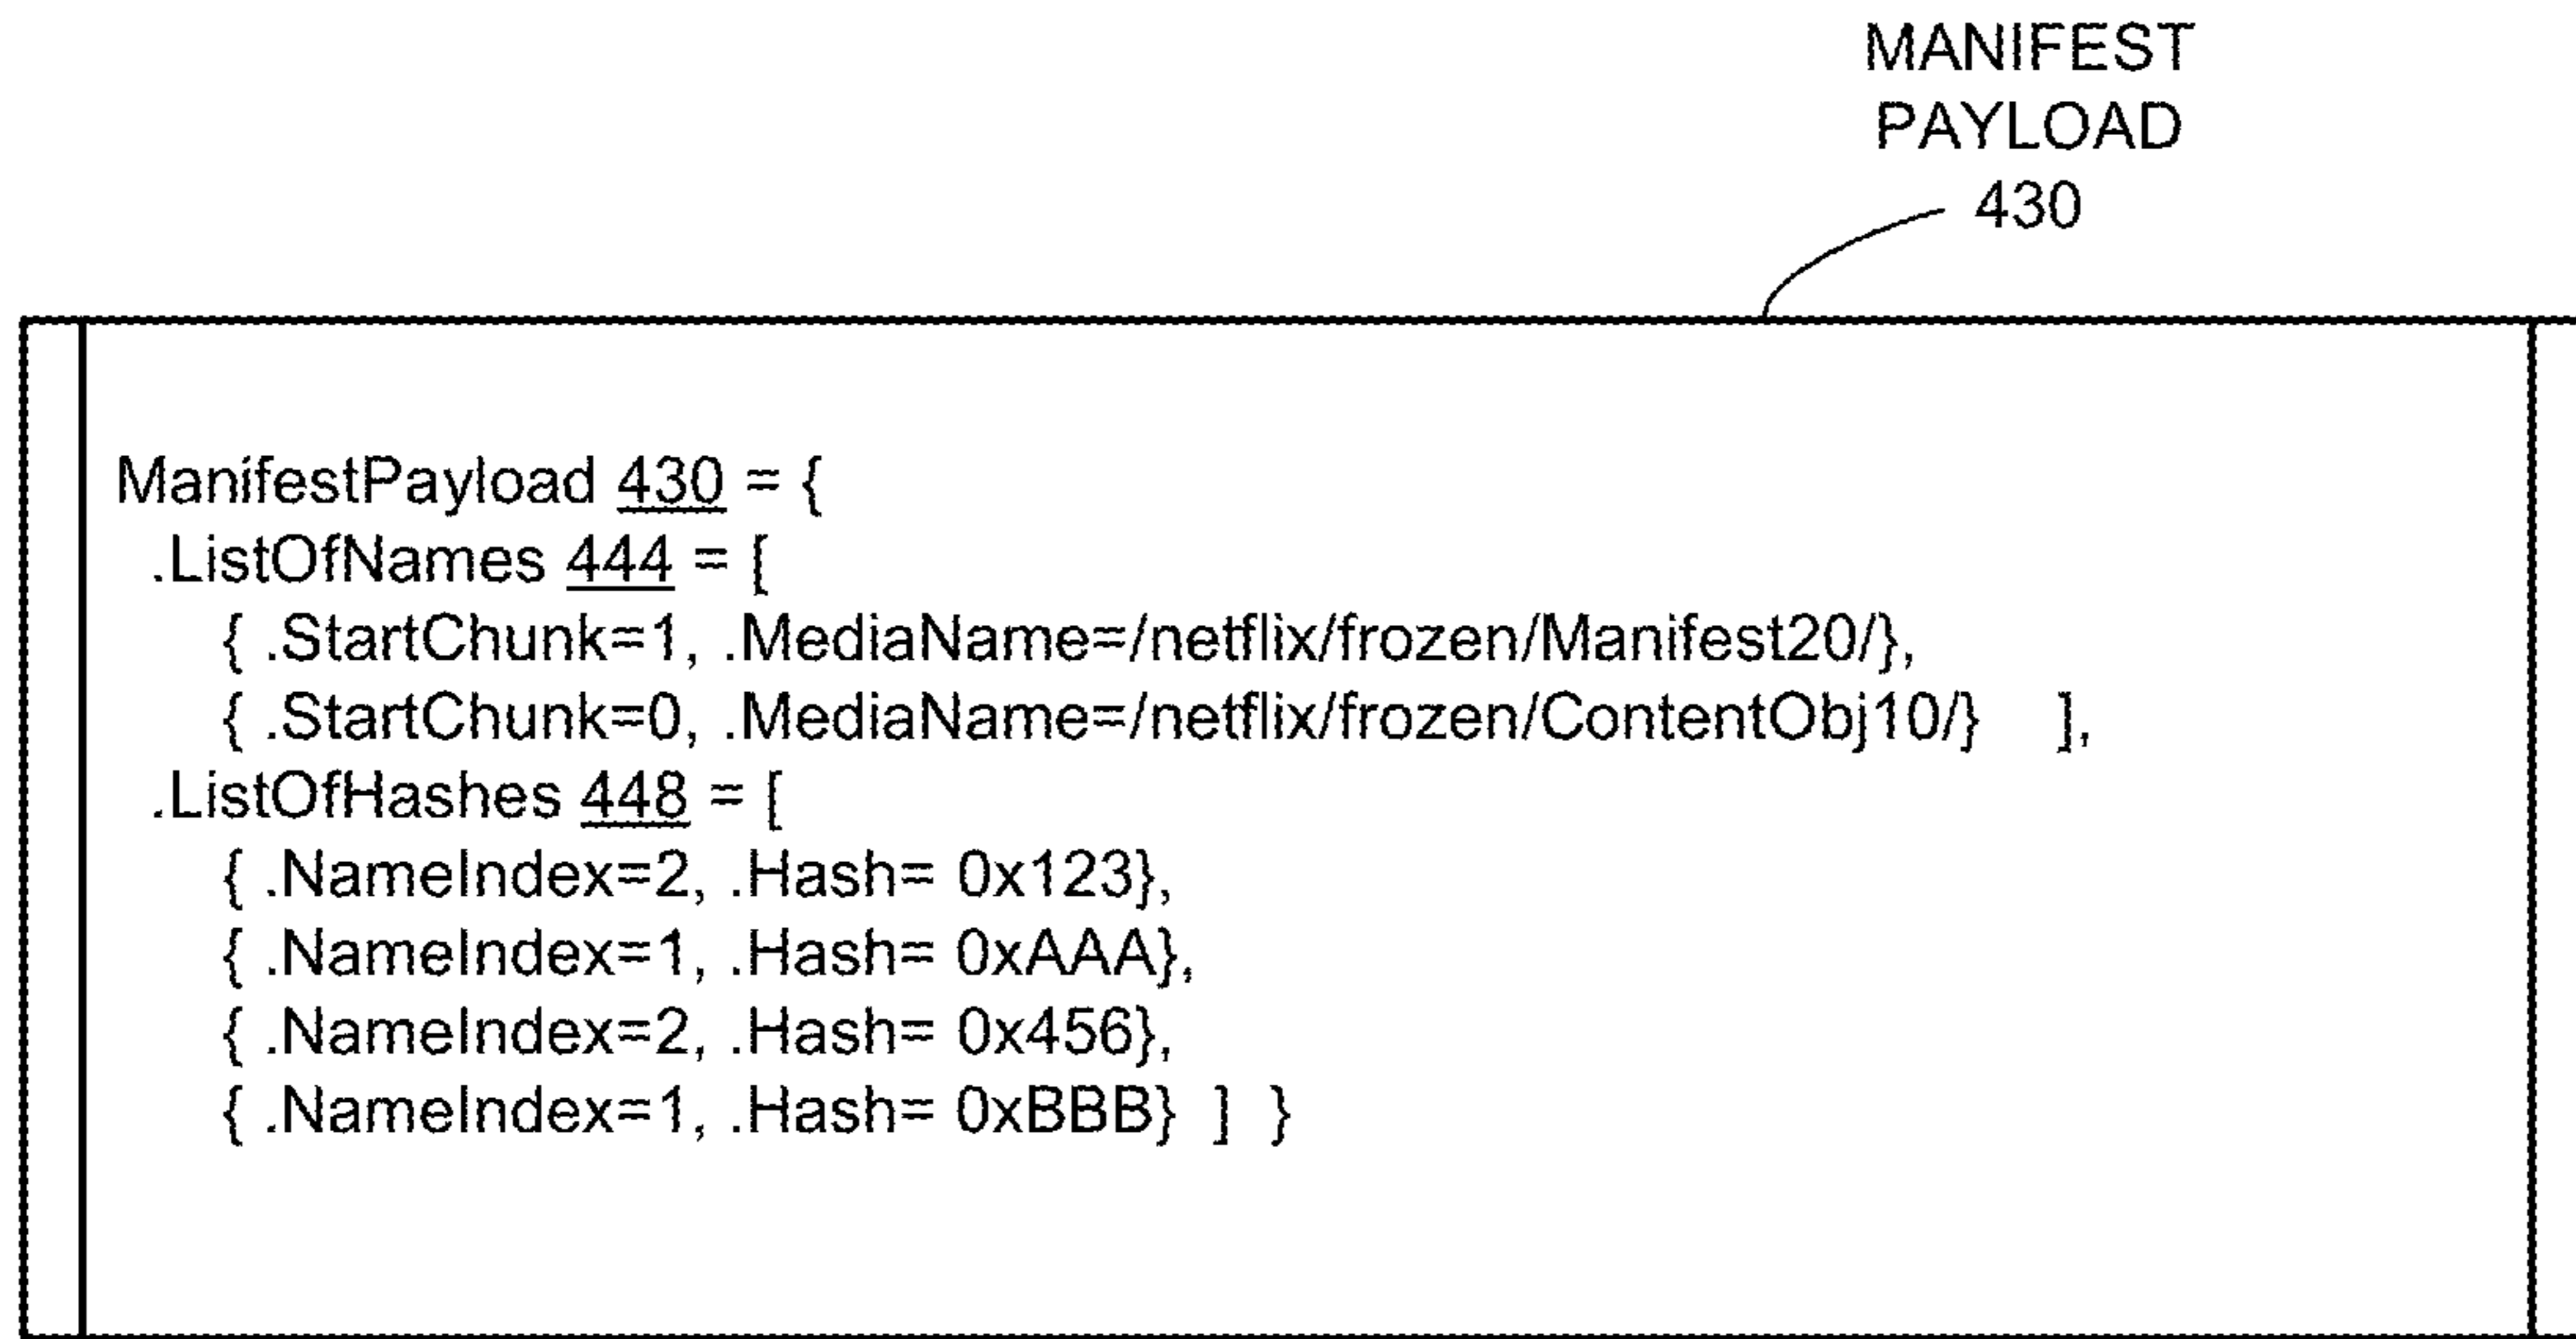 MANIFEST
PAYLOAD
430
ManifestPayload 430 = {
.ListOfNames 444 = [
{ .StartChunk=1, .MediaName=/netflix/frozen/Manifest20/},
{ .StartChunk=0, .MediaName=/netflix/frozen/ContentObj10/} ],
.ListOfHashes 448 = [
{ .NameIndex=2, .Hash= 0x123},
{ .NameIndex=1, .Hash= 0xAAA},
{ .NameIndex=2, .Hash= 0x456},
{ .NameIndex=1, .Hash= 0xBBB} ] }